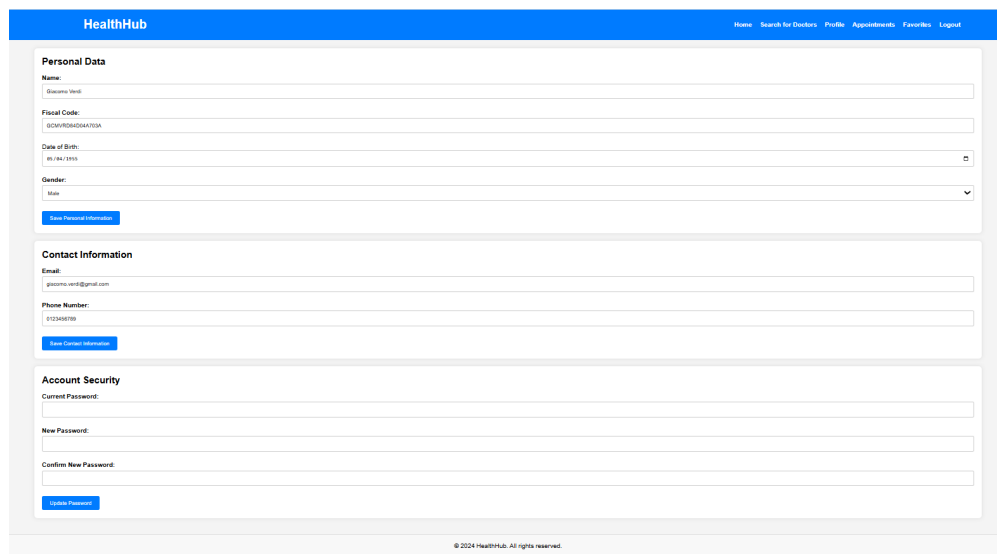 HealthHub
Home Search for Doctors Profile Appointments Favorites Logout
Personal Data
Name:
Giacomo Verdi
Fiscal Code:
GCMVRD84D04A703A
Date of Birth:
05/04/1955
Gender:
Male
Save Personal Information
Contact Information
Email:
giacomo.verdi@gmail.com
Phone Number:
0123456789
Save Contact Information
Account Security
Current Password:
New Password:
Confirm New Password:
Update Password
© 2024 HealthHub. All rights reserved.